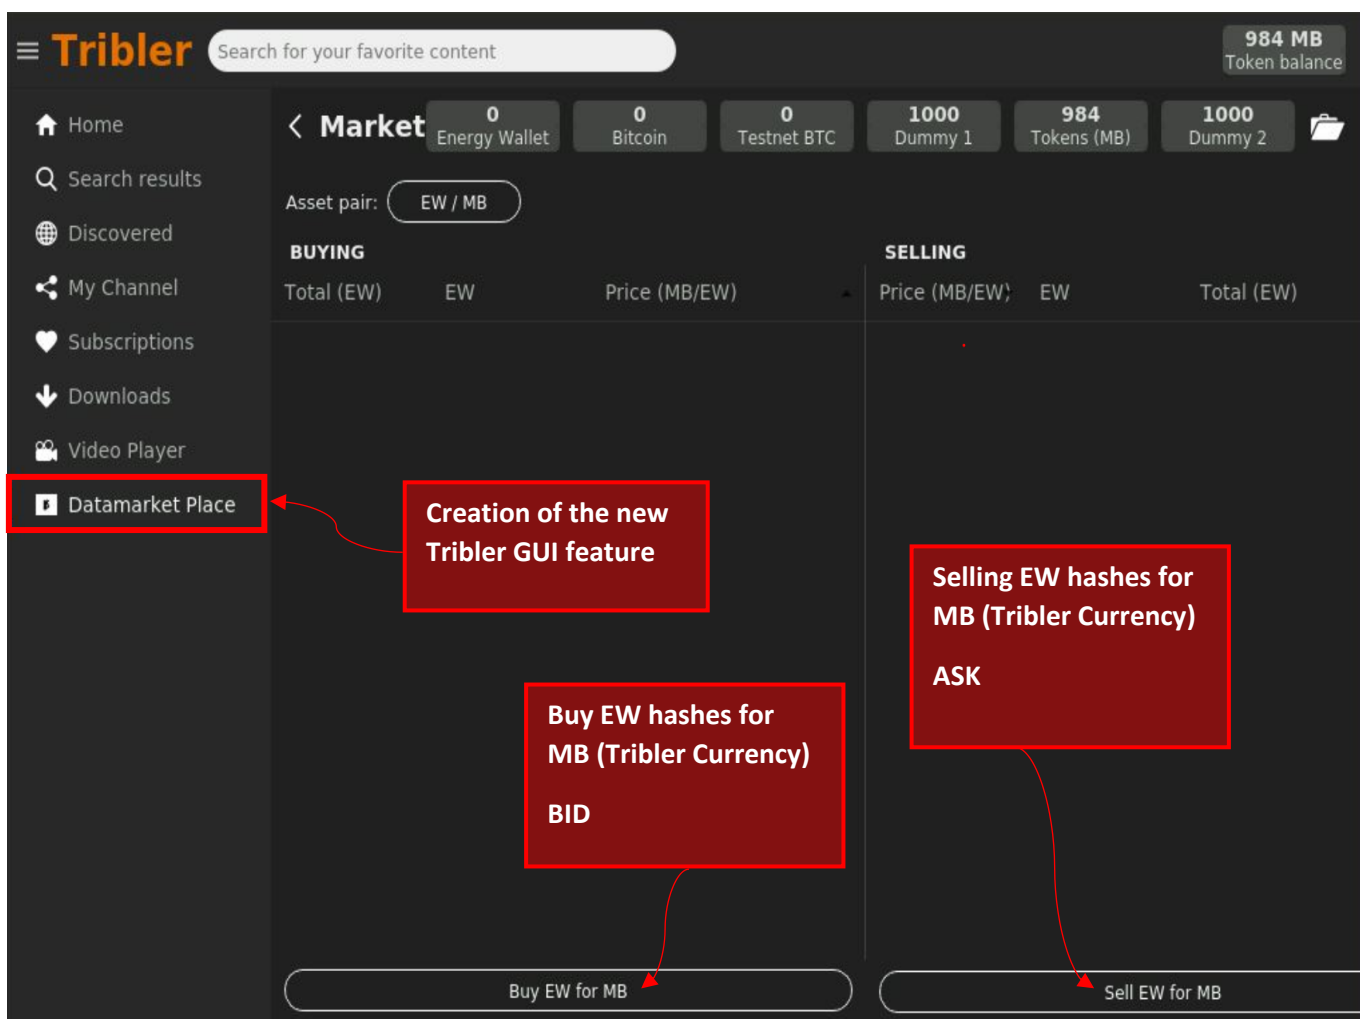 Tribler
Search for your favorite content
984 MB
Token balance
Home
Search results
Discovered
My Channel
Subscriptions
Downloads
Video Player
Datamarket Place
Market
0
Energy Wallet
0
Bitcoin
0
Testnet BTC
1000
Dummy 1
984
Tokens (MB)
1000
Dummy 2
Asset pair:
EW / MB
BUYING
Total (EW) EW Price (MB/EW)
SELLING
Price (MB/EW) EW Total (EW)
Creation of the new
Tribler GUI feature
Buy EW hashes for
MB (Tribler Currency)
BID
Selling EW hashes for
MB (Tribler Currency)
ASK
Buy EW for MB
Sell EW for MB